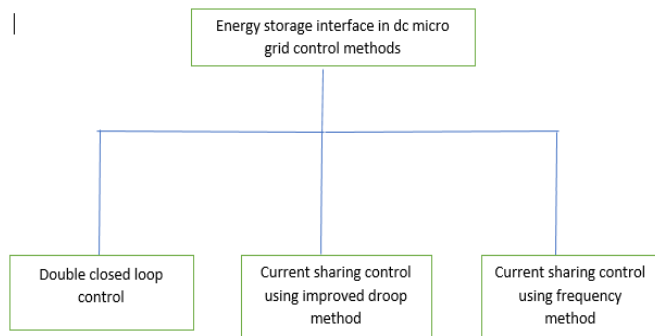 Energy storage interface in dc micro
grid control methods
Double closed loop
control
Current sharing control
using improved droop
method
Current sharing control
using frequency
method